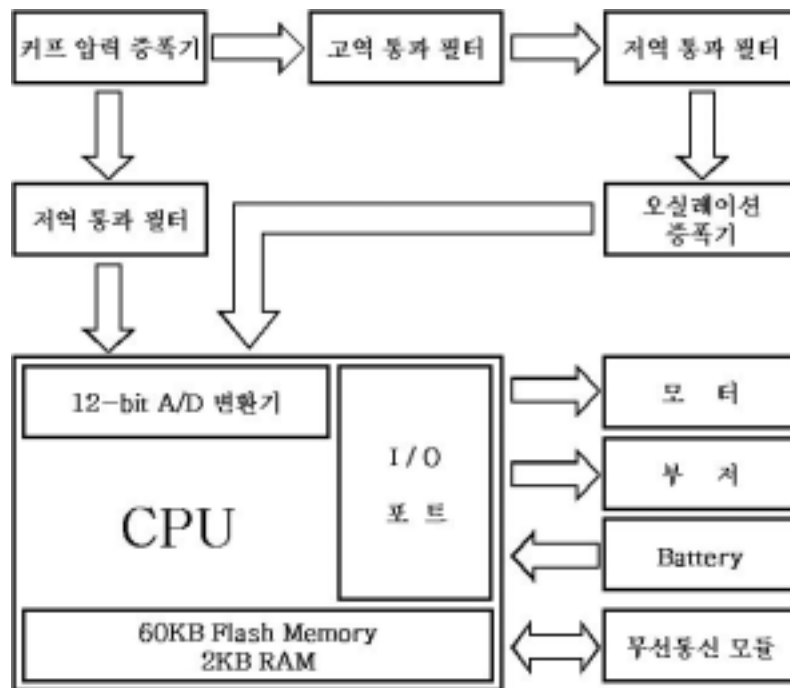 커프 압력 증폭기
고역 통과 필터
저역 통과 필터
저역 통과 필터
오실레이션
증폭기
12-bit A/D 변환기
I / O
포 트
CPU
60KB Flash Memory
2KB RAM
모 터
부 저
Battery
무선통신 모듈